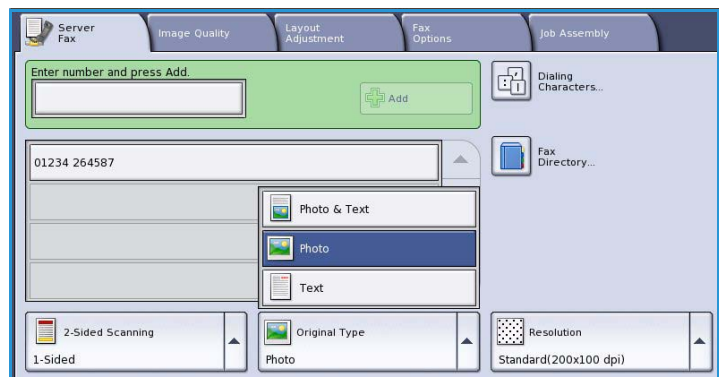 Server
Fax
Image Quality
Layout
Adjustment
Fax
Options
Job Assembly
Enter number and press Add.
Add
Dialing
Characters...
01234 264587
Fax
Directory...
Photo & Text
Photo
Text
2-Sided Scanning
1-Sided
Original Type
Photo
Resolution
Standard(200x100 dpi)